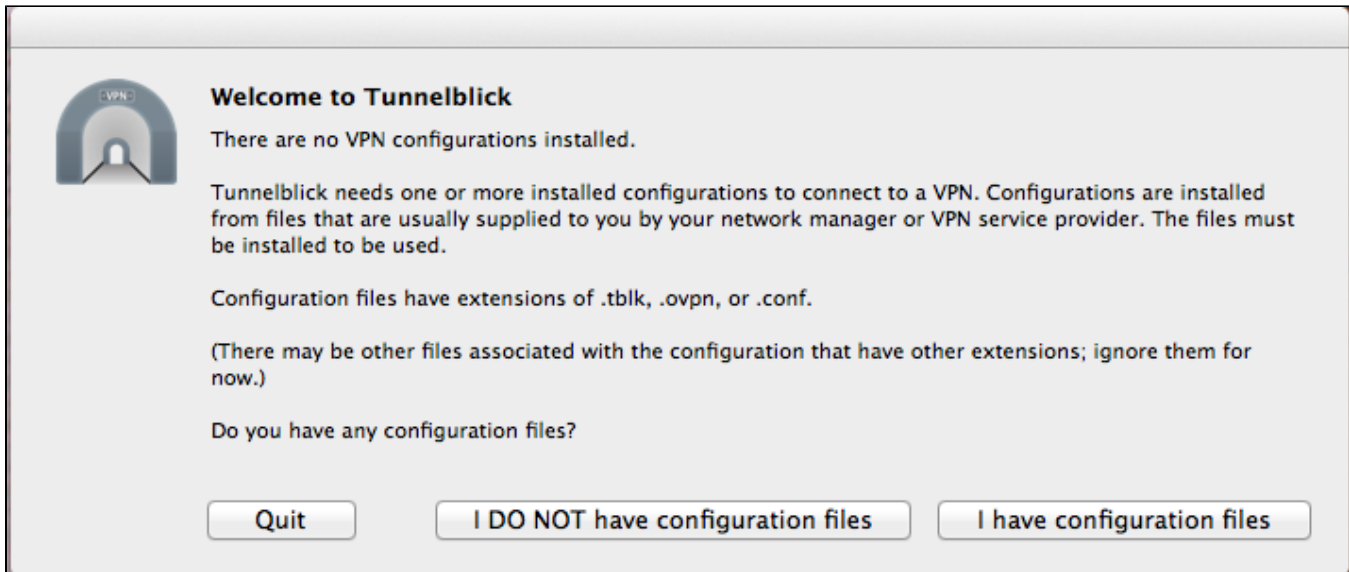 VPN
Welcome to Tunnelblick
There are no VPN configurations installed.
Tunnelblick needs one or more installed configurations to connect to a VPN. Configurations are installed
from files that are usually supplied to you by your network manager or VPN service provider. The files must
be installed to be used.
Configuration files have extensions of .tblk, .ovpn, or .conf.
(There may be other files associated with the configuration that have other extensions; ignore them for
now.)
Do you have any configuration files?
Quit
I DO NOT have configuration files
I have configuration files